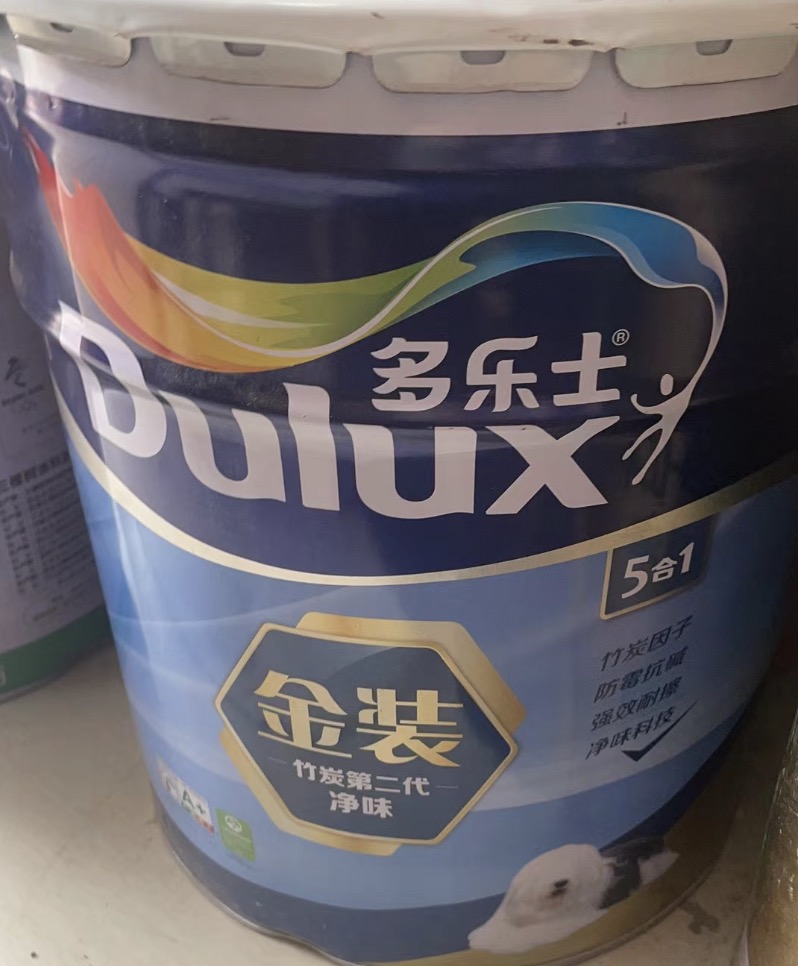 多乐士®
Dulux
5合1
竹炭因子
防霉抗碱
强效耐擦
净味科技
金装
竹炭第二代
净味
A+